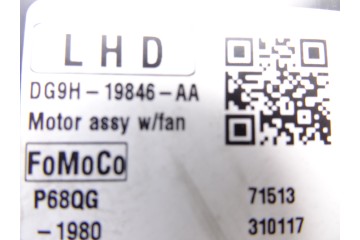 LHD
DG9H-19846-AA
Motor assy w/fan
FoMoCo
P68QG 71513
-1980 310117